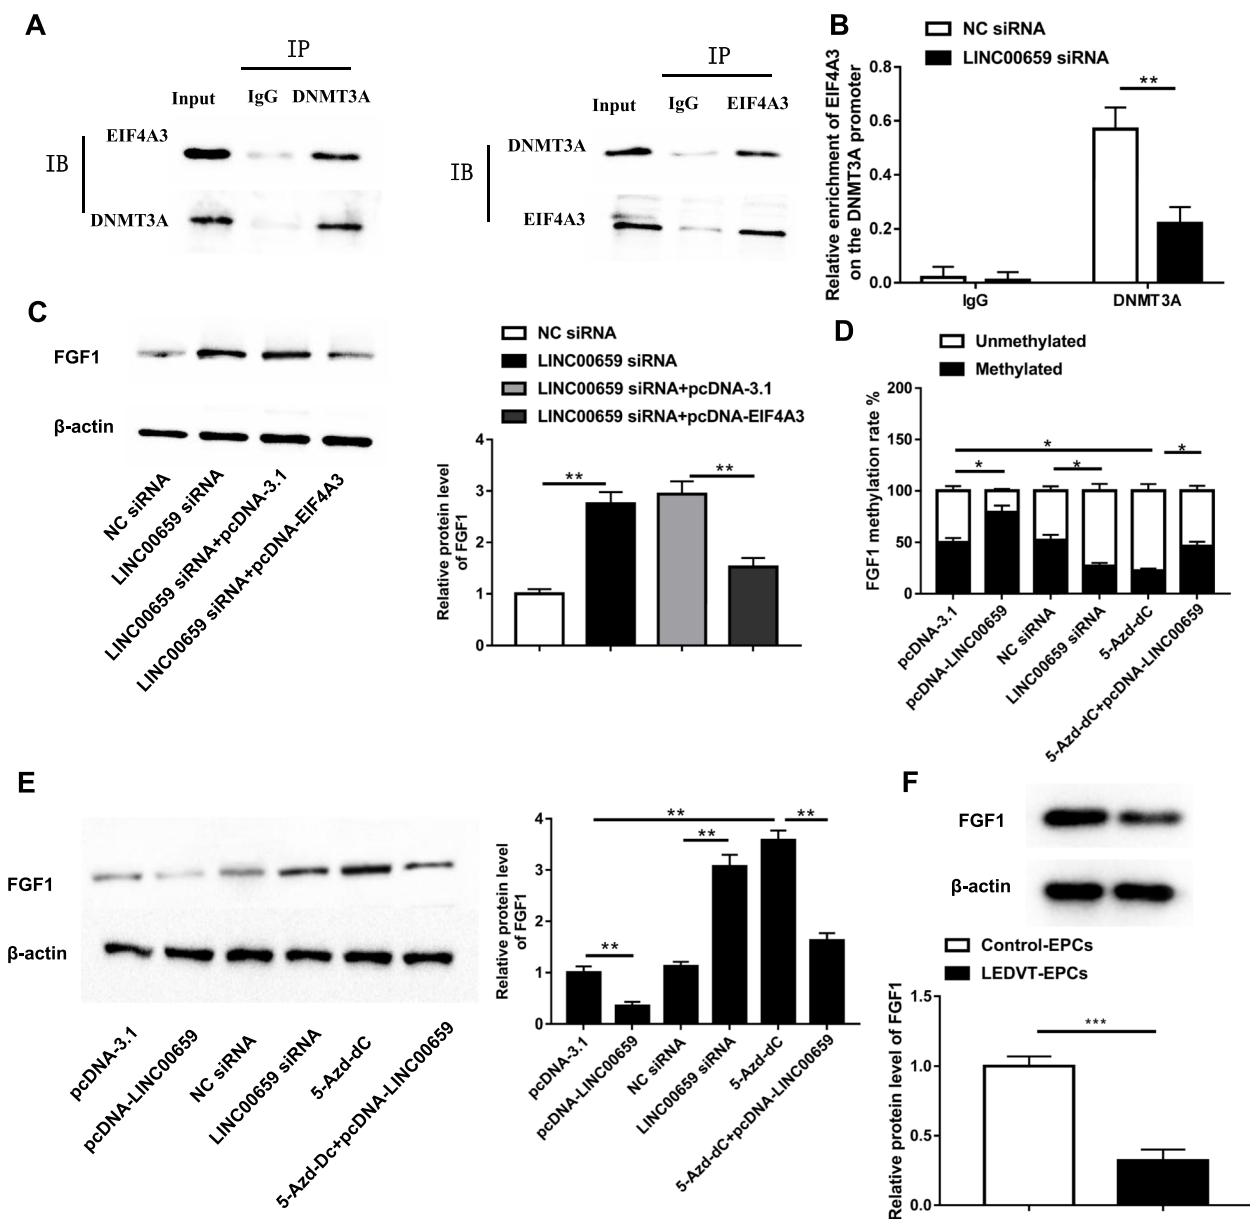 A
IP
Input
IgG
DNMT3A
EIF4A3
IB
DNMT3A
IP
Input
IgG
EIF4A3
DNMT3A
IB
EIF4A3
B
NC siRNA
LINC00659 siRNA
Relative enrichment of EIF4A3
on the DNMT3A promoter
0.8
0.6
0.4
0.2
0.0
**
IgG
DNMT3A
C
FGF1
β-actin
NC siRNA
LINC00659 siRNA
LINC00659 siRNA+pcDNA-3.1
LINC00659 siRNA+pcDNA-EIF4A3
NC siRNA
LINC00659 siRNA
LINC00659 siRNA+pcDNA-3.1
LINC00659 siRNA+pcDNA-EIF4A3
Relative protein level
of FGF1
4
3
2
1
0
**
**
D
Unmethylated
Methylated
FGF1 methylation rate %
200
150
100
50
0
*
*
*
*
pcDNA-3.1
pcDNA-LINC00659
NC siRNA
LINC00659 siRNA
5-Azd-dC
5-Azd-dC+pcDNA-LINC00659
E
FGF1
β-actin
pcDNA-3.1
pcDNA-LINC00659
NC siRNA
LINC00659 siRNA
5-Azd-dC
5-Azd-Dc+pcDNA-LINC00659
Relative protein level
of FGF1
4
3
2
1
0
**
**
**
**
pcDNA-3.1
pcDNA-LINC00659
NC siRNA
LINC00659 siRNA
5-Azd-dC
5-Azd-dC+pcDNA-LINC00659
F
FGF1
β-actin
Control-EPCs
LEDVT-EPCs
Relative protein level of FGF1
1.5
1.0
0.5
0.0
***